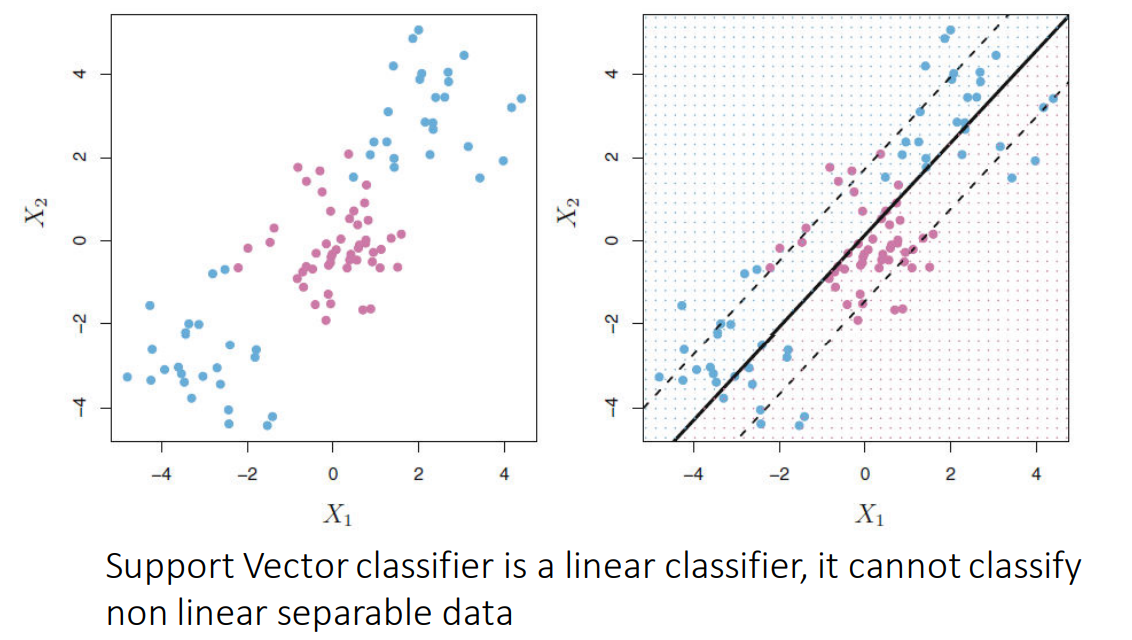 4
2
0
−2
−4
X2
−4 −2 0 2 4
X1
4
2
0
−2
−4
X2
−4 −2 0 2 4
X1
Support Vector classifier is a linear classifier, it cannot classify
non linear separable data